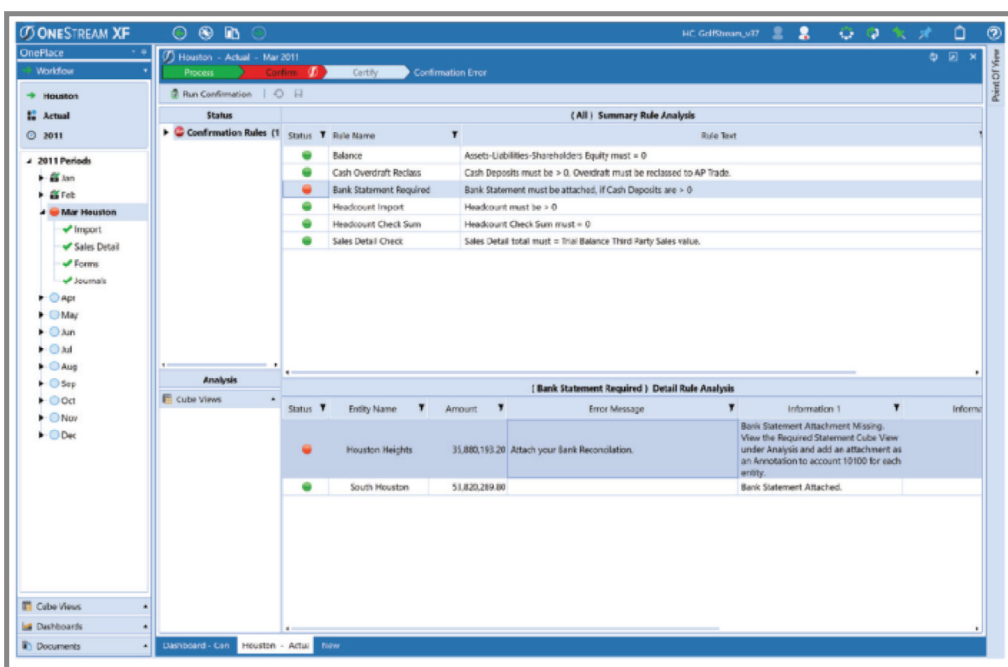 ONESTREAM XF
HC GolfStream_v37
OnePlace
Workflow
Houston
Actual
2011
2011 Periods
Jan
Feb
Mar Houston
Import
Sales Detail
Forms
Journals
Apr
May
Jun
Jul
Aug
Sep
Oct
Nov
Dec
Cube Views
Dashboards
Documents
Houston - Actual - Mar 2011
Process Confirm Certify Confirmation Error
Run Confirmation
Status
Confirmation Rules (1
(All) Summary Rule Analysis
Status Rule Name Rule Text
Balance Assets-Liabilities-Shareholders Equity must = 0
Cash Overdraft Reclass Cash Deposits must be > 0, Overdraft must be reclassed to AP Trade.
Bank Statement Required Bank Statement must be attached, if Cash Deposits are > 0
Headcount Import Headcount must be > 0
Headcount Check Sum Headcount Check Sum must = 0
Sales Detail Check Sales Detail total must = Trial Balance Third Party Sales value.
Analysis
Cube Views
(Bank Statement Required) Detail Rule Analysis
Status Entity Name Amount Error Message Information 1 Informa
Houston Heights 35,880,193.20 Attach your Bank Reconcilation.
Bank Statement Attachment Missing.
View the Required Statement Cube View
under Analysis and add an attachment as
an Annotation to account 10100 for each
entity.
South Houston 53,820,289.80 Bank Statement Attached.
Dashboard - Can Houston - Actua New
Point Of View